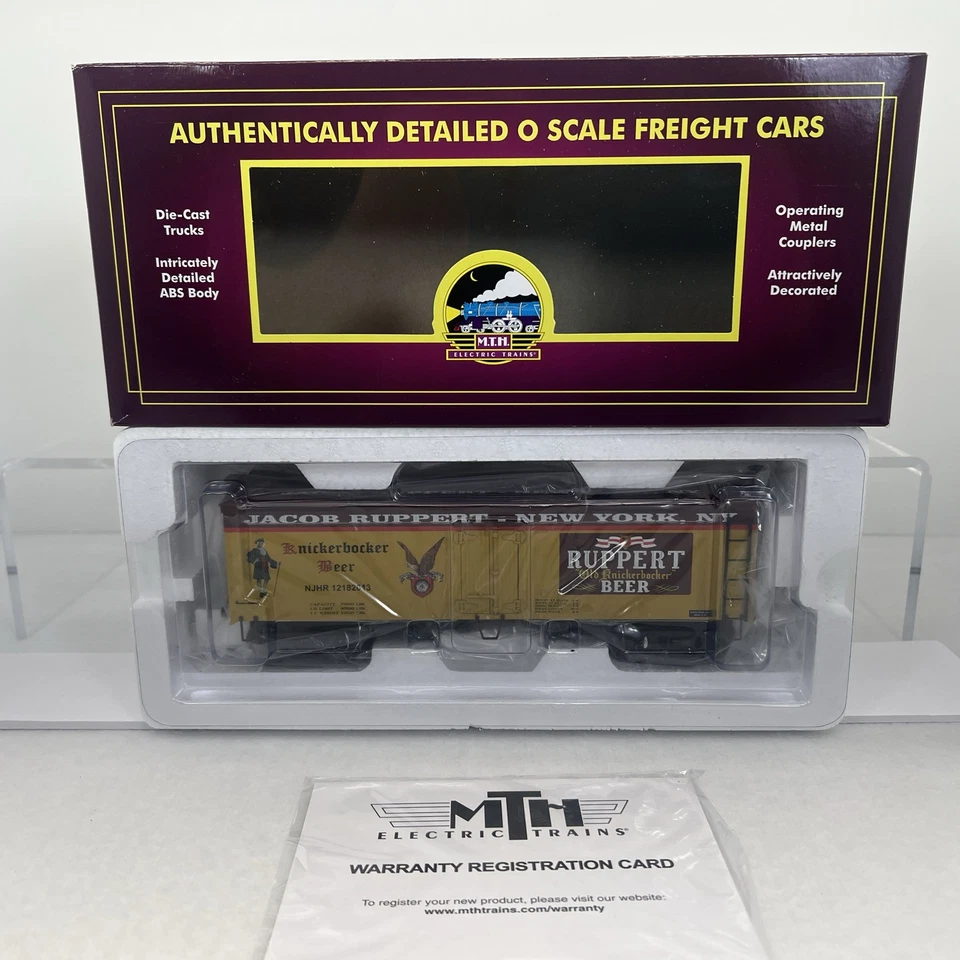 AUTHENTICALLY DETAILED O SCALE FREIGHT CARS
Die-Cast
Trucks
Intricately
Detailed
ABS Body
Operating
Metal
Couplers
Attractively
Decorated
M.T.H.
ELECTRIC TRAINS®
JACOB RUPPERT - NEW YORK, NY
Knickerbocker
Beer
NJHR 12182013
RUPPERT
Old Knickerbocker
BEER
MTH
ELECTRIC TRAINS®
WARRANTY REGISTRATION CARD
To register your new product, please visit our website:
www.mthtrains.com/warranty